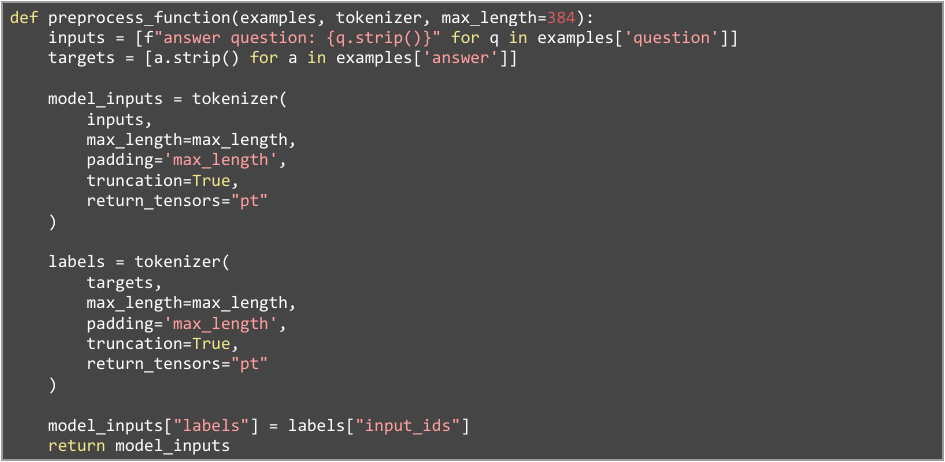 def preprocess_function(examples, tokenizer, max_length=384):
    inputs = [f"answer question: {q.strip()}" for q in examples['question']]
    targets = [a.strip() for a in examples['answer']]

    model_inputs = tokenizer(
        inputs,
        max_length=max_length,
        padding='max_length',
        truncation=True,
        return_tensors="pt"
    )

    labels = tokenizer(
        targets,
        max_length=max_length,
        padding='max_length',
        truncation=True,
        return_tensors="pt"
    )

    model_inputs["labels"] = labels["input_ids"]
    return model_inputs